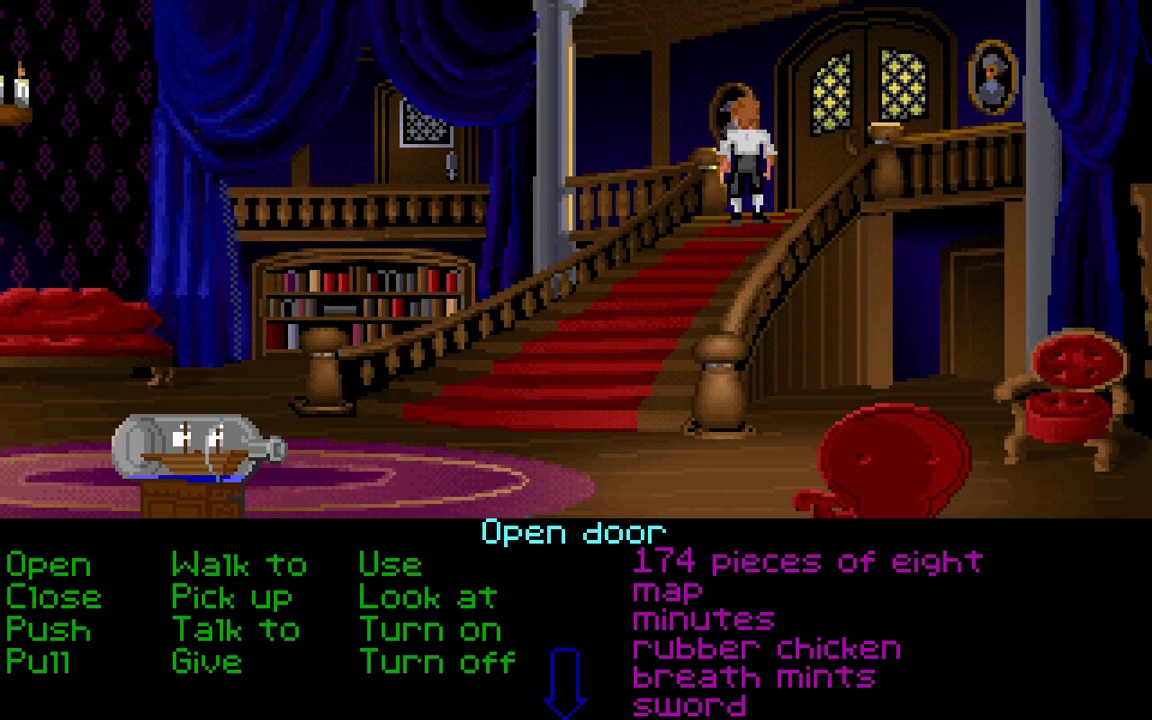 Open door
Open Walk to Use 174 pieces of eight
Close Pick up Look at map
Push Talk to Turn on minutes
Pull Give Turn off rubber chicken
breath mints
sword